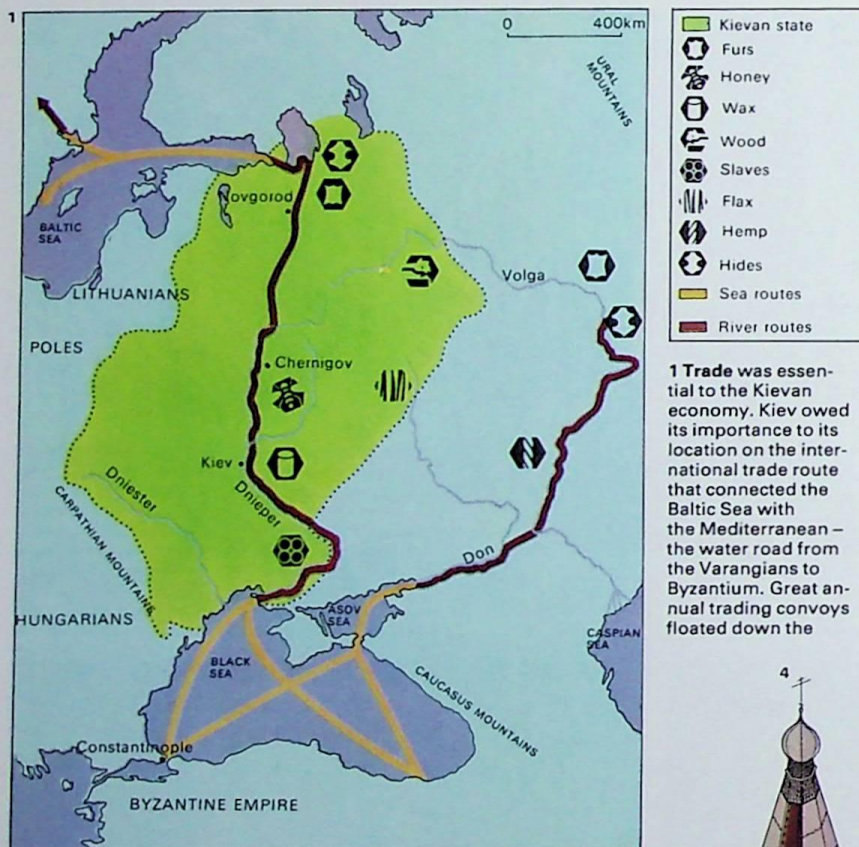 1
0 400km
URAL
MOUNTAINS
ovgorod
BALTIC
SEA
LITHUANIANS
POLES
Volga
Chernigov
Kiev
Dnieper
Dniester
CARPATHIAN MOUNTAINS
HUNGARIANS
Don
ASOV
SEA
BLACK
SEA
CASPIAN
SEA
CAUCASUS MOUNTAINS
Constantinople
BYZANTINE EMPIRE
Kievan state
Furs
Honey
Wax
Wood
Slaves
Flax
Hemp
Hides
Sea routes
River routes
1 Trade was essen-
tial to the Kievan
economy. Kiev owed
its importance to its
location on the inter-
national trade route
that connected the
Baltic Sea with
the Mediterranean –
the water road from
the Varangians to
Byzantium. Great an-
nual trading convoys
floated down the
4